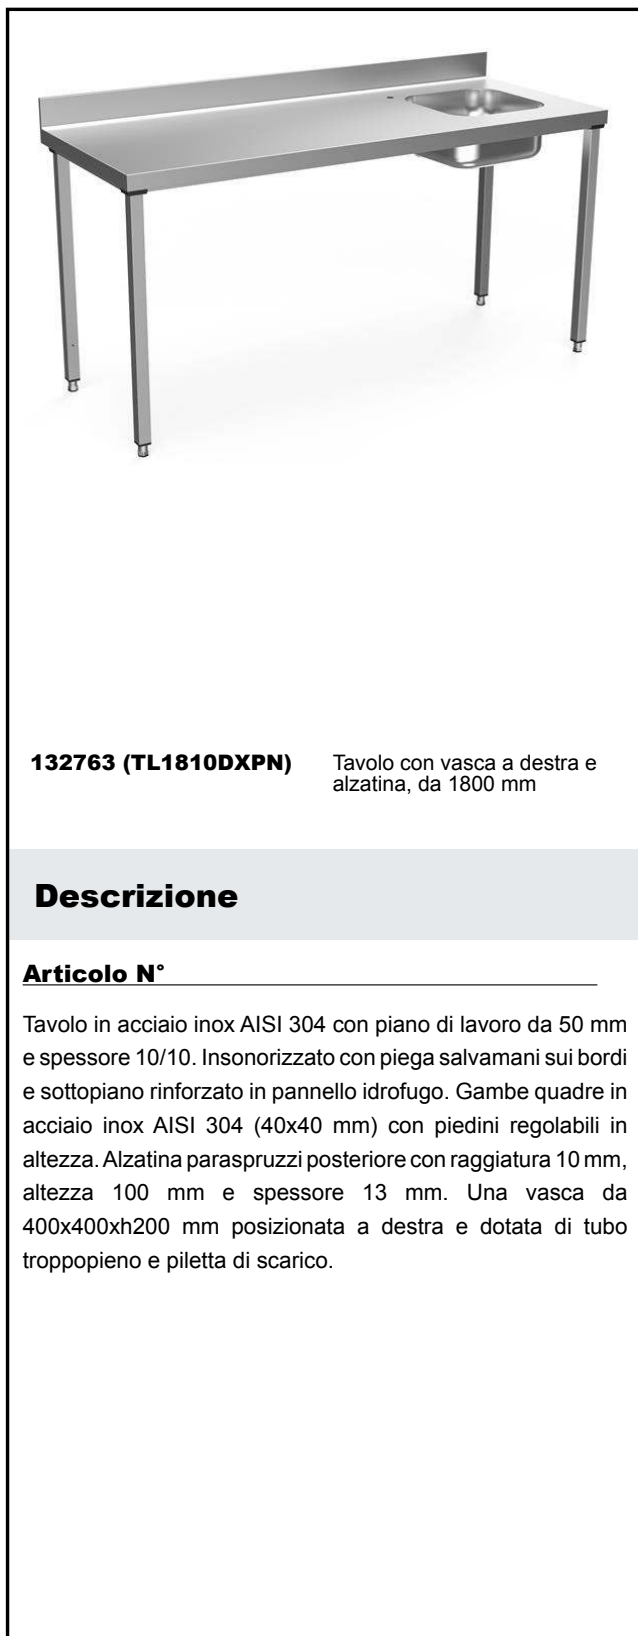 132763 (TL1810DXPN)
Tavolo con vasca a destra e
alzatina, da 1800 mm
Descrizione
Articolo N°
Tavolo in acciaio inox AISI 304 con piano di lavoro da 50 mm
e spessore 10/10. Insonorizzato con piega salvamani sui bordi
e sottopiano rinforzato in pannello idrofugo. Gambe quadre in
acciaio inox AISI 304 (40x40 mm) con piedini regolabili in
altezza. Alzatina paraspruzzi posteriore con raggiatura 10 mm,
altezza 100 mm e spessore 13 mm. Una vasca da
400x400xh200 mm posizionata a destra e dotata di tubo
troppopieno e piletta di scarico.